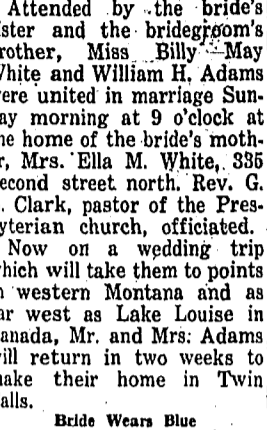 Attended by the bride's
ister and the bridegroom's
rother, Miss Billy May
White and William H. Adams
ere united in marriage Sun-
ay morning at 9 o'clock at
he home of the bride's moth-
r, Mrs. Ella M. White, 335
econd street north. Rev. G.
. Clark, pastor of the Pres-
yterian church, officiated.
Now on a wedding trip
hich will take them to points
n western Montana and as
ar west as Lake Louise in
anada, Mr. and Mrs. Adams
ill return in two weeks to
make their home in Twin
alls.
Bride Wears Blue